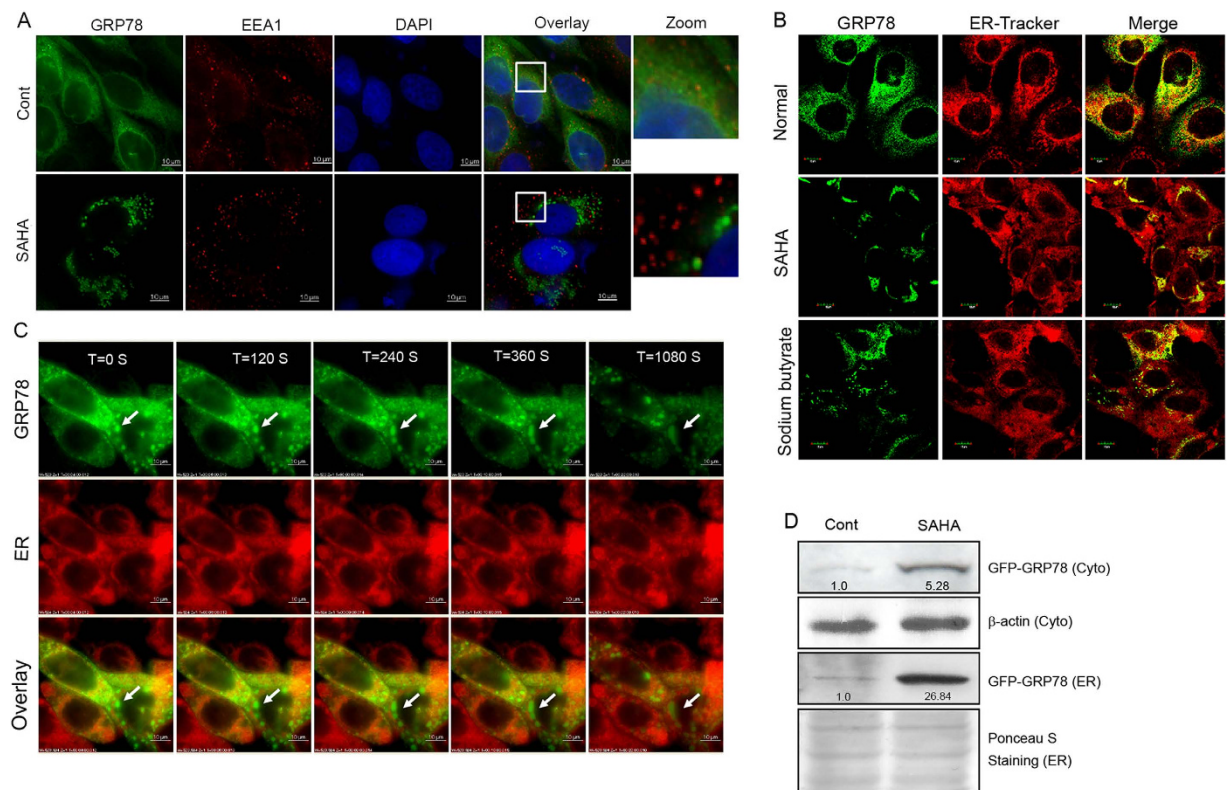 A
GRP78 EEA1 DAPI Overlay Zoom
Cont
10 µm 10 µm 10 µm 10 µm
SAHA
10 µm 10 µm 10 µm 10 µm
B
GRP78 ER-Tracker Merge
Normal
SAHA
Sodium butyrate
C
T=0 S T=120 S T=240 S T=360 S T=1080 S
GRP78
10 µm 10 µm 10 µm 10 µm 10 µm
ER
10 µm 10 µm 10 µm 10 µm 10 µm
Overlay
10 µm 10 µm 10 µm 10 µm 10 µm
D
Cont SAHA
GFP-GRP78 (Cyto)
1.0 5.28
β-actin (Cyto)
GFP-GRP78 (ER)
1.0 26.84
Ponceau S
Staining (ER)